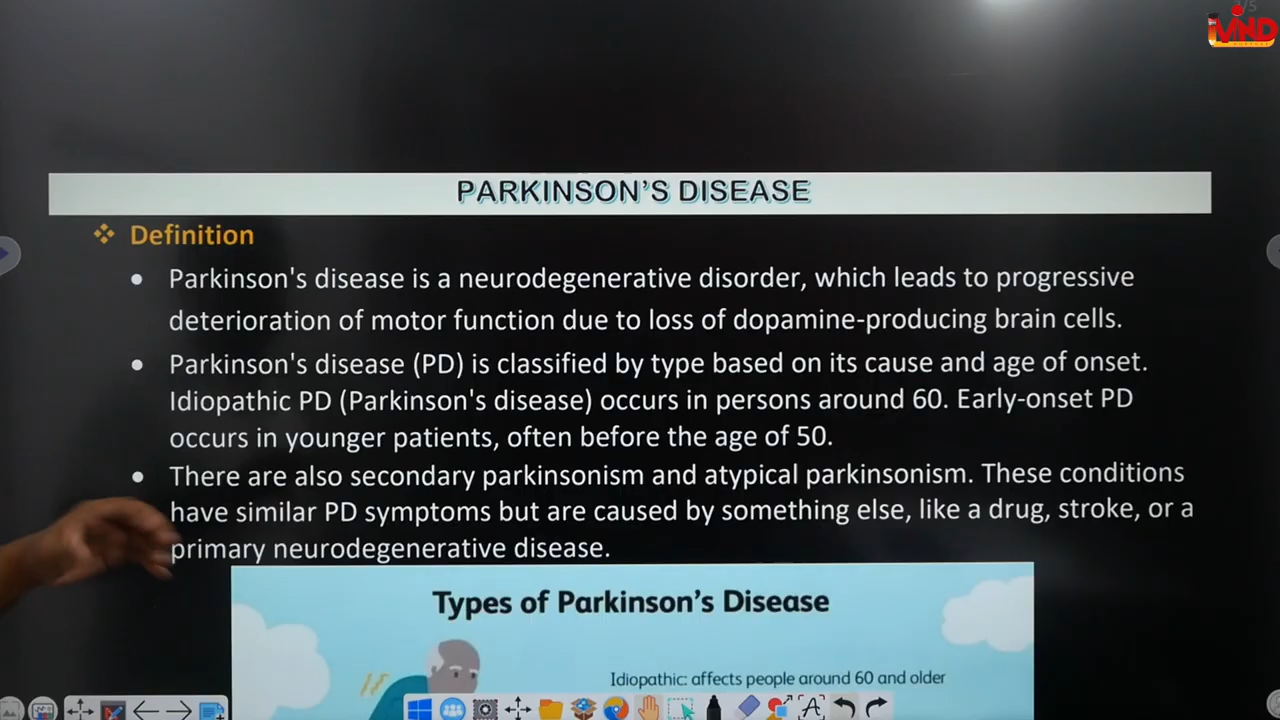 /5
MIND
PARKINSON'S DISEASE
❖ Definition
• Parkinson's disease is a neurodegenerative disorder, which leads to progressive
deterioration of motor function due to loss of dopamine-producing brain cells.
• Parkinson's disease (PD) is classified by type based on its cause and age of onset.
Idiopathic PD (Parkinson's disease) occurs in persons around 60. Early-onset PD
occurs in younger patients, often before the age of 50.
• There are also secondary parkinsonism and atypical parkinsonism. These conditions
have similar PD symptoms but are caused by something else, like a drug, stroke, or a
primary neurodegenerative disease.
Types of Parkinson's Disease
Idiopathic: affects people around 60 and older